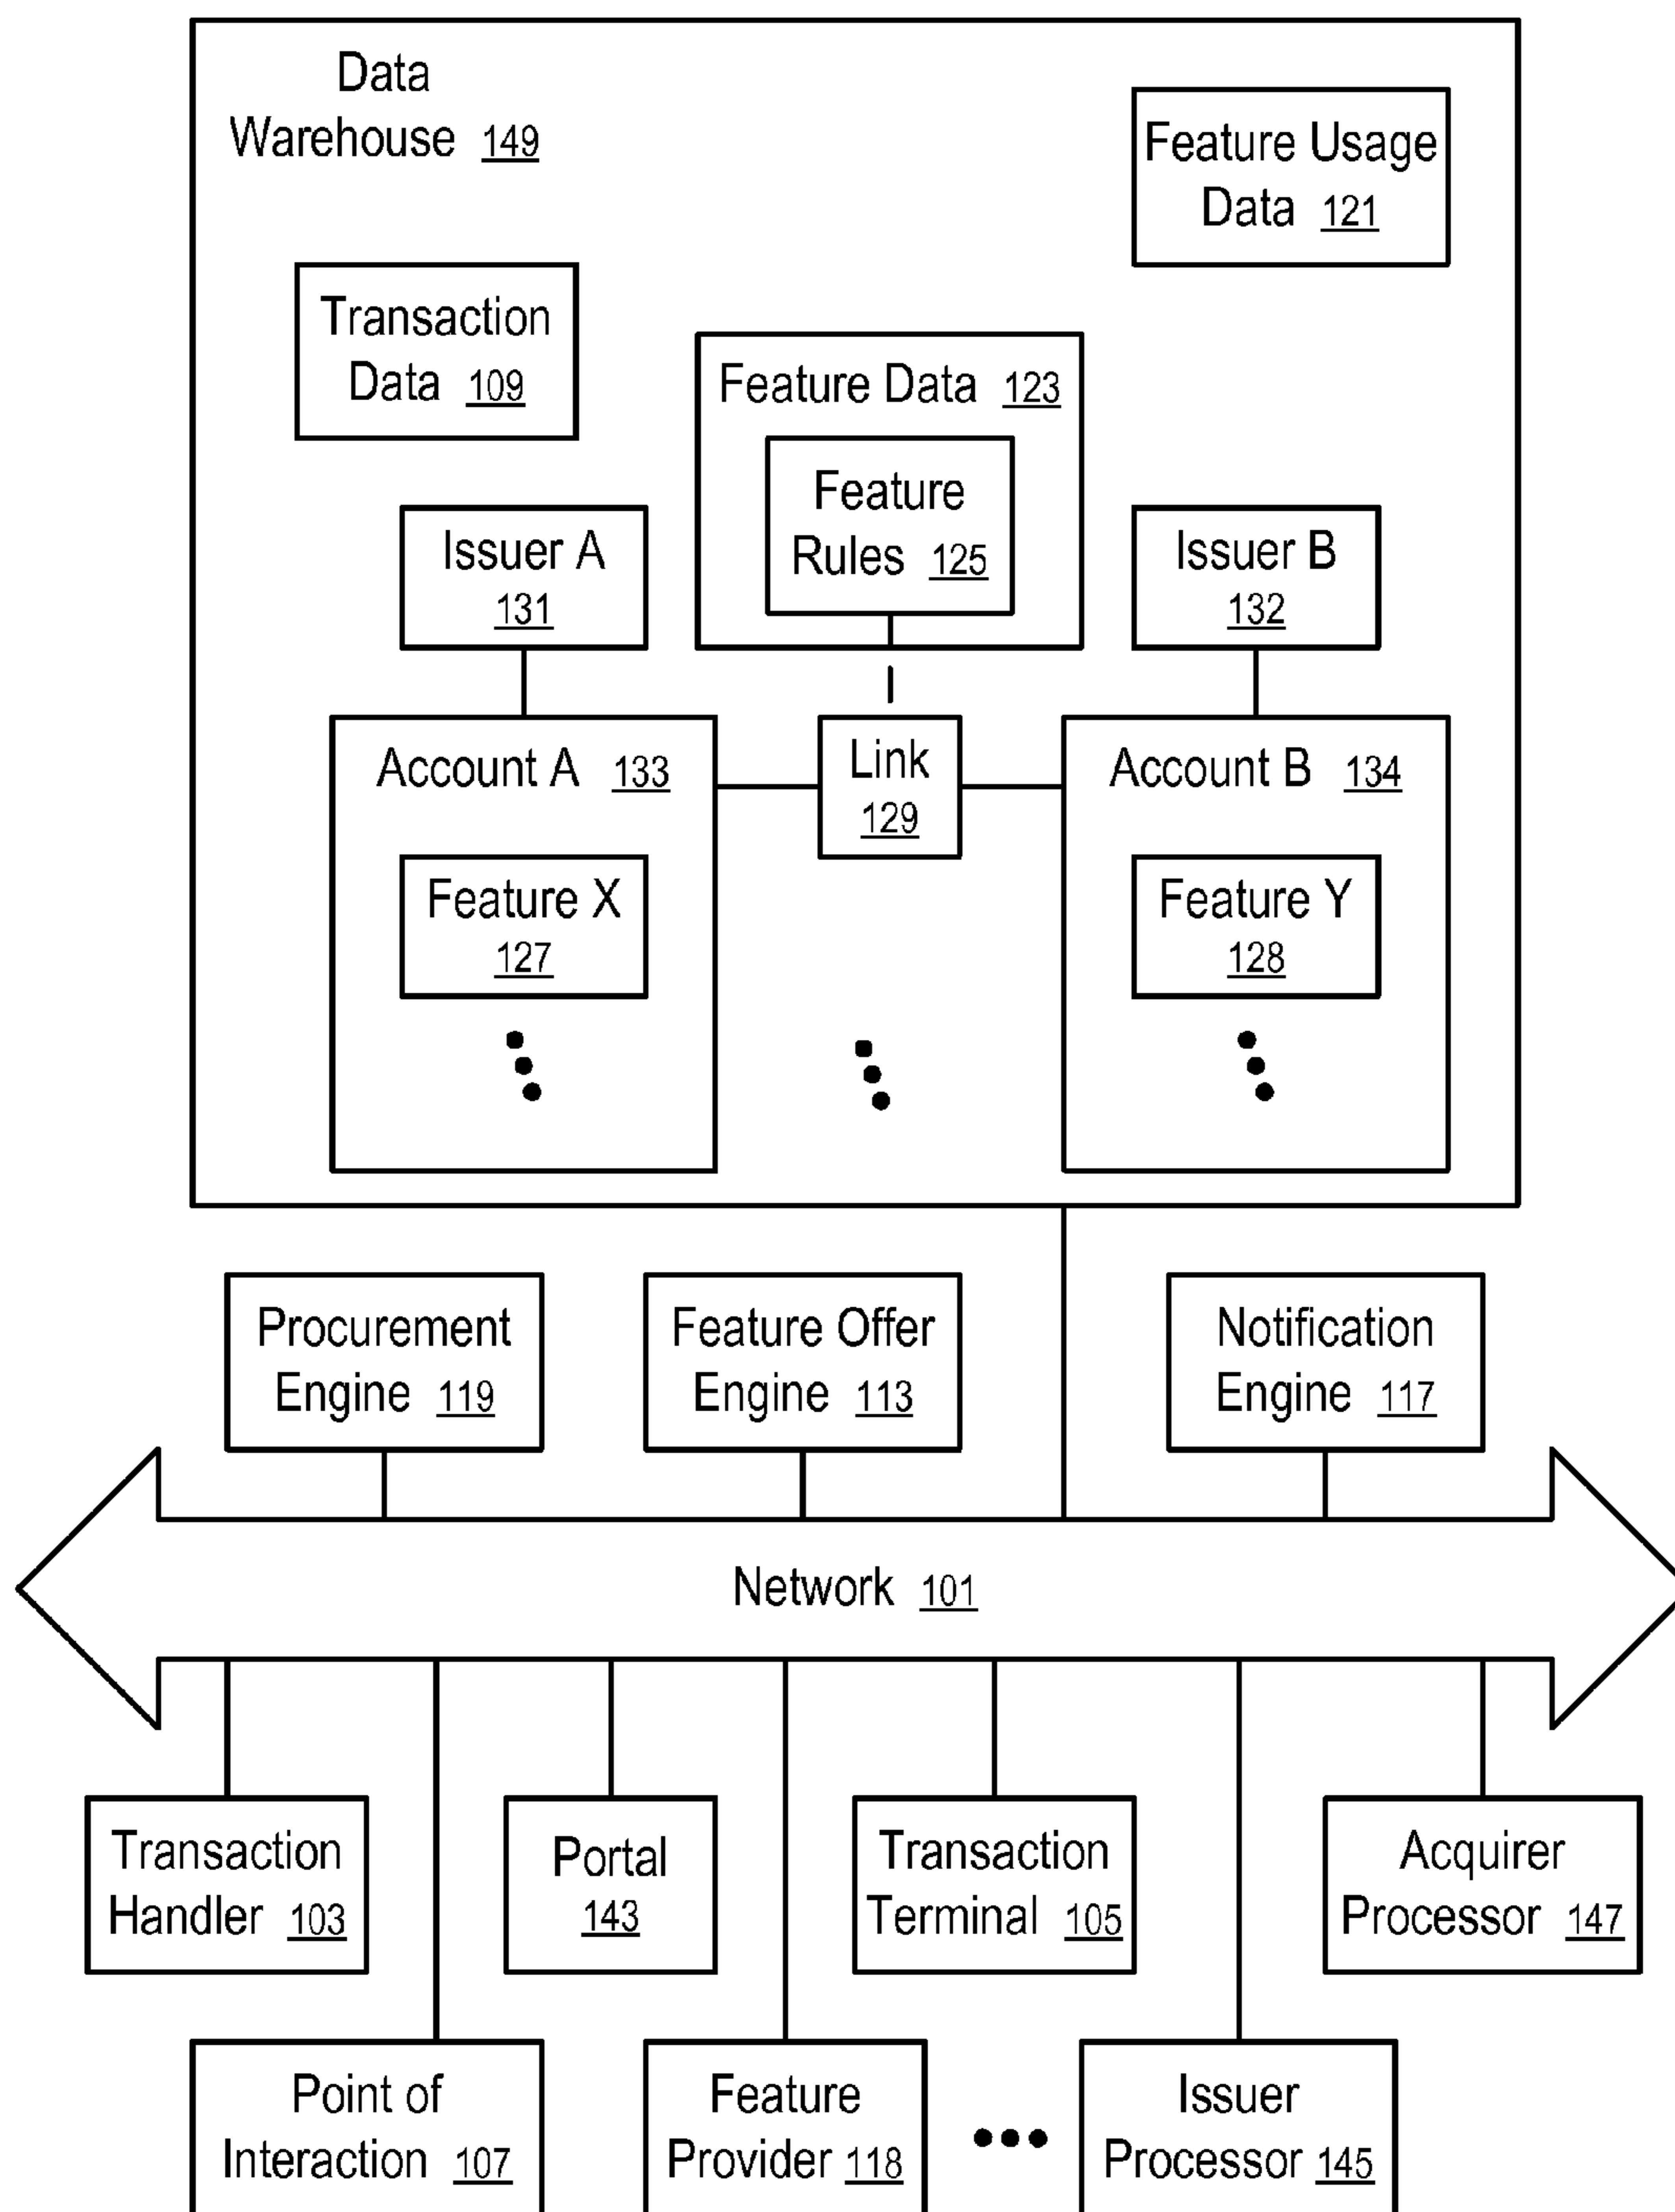 Data
Warehouse 149
Feature Usage
Data 121
Transaction
Data 109
Feature Data 123
Feature
Rules 125
Issuer A
131
Issuer B
132
Account A 133
Link
129
Account B 134
Feature X
127
Feature Y
128
Procurement
Engine 119
Feature Offer
Engine 113
Notification
Engine 117
Network 101
Transaction
Handler 103
Portal
143
Transaction
Terminal 105
Acquirer
Processor 147
Point of
Interaction 107
Feature
Provider 118
Issuer
Processor 145